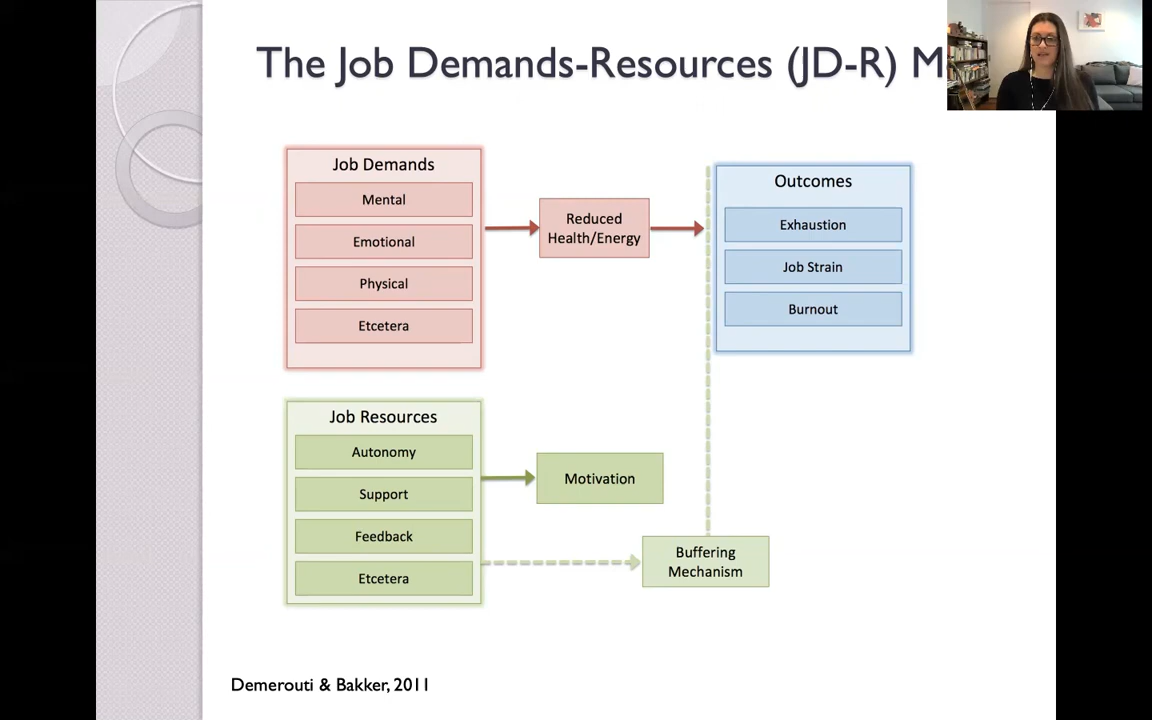 The Job Demands-Resources (JD-R) M
Job Demands
Mental
Emotional
Physical
Etcetera
Reduced
Health/Energy
Outcomes
Exhaustion
Job Strain
Burnout
Job Resources
Autonomy
Support
Feedback
Etcetera
Motivation
Buffering
Mechanism
Demerouti & Bakker, 2011